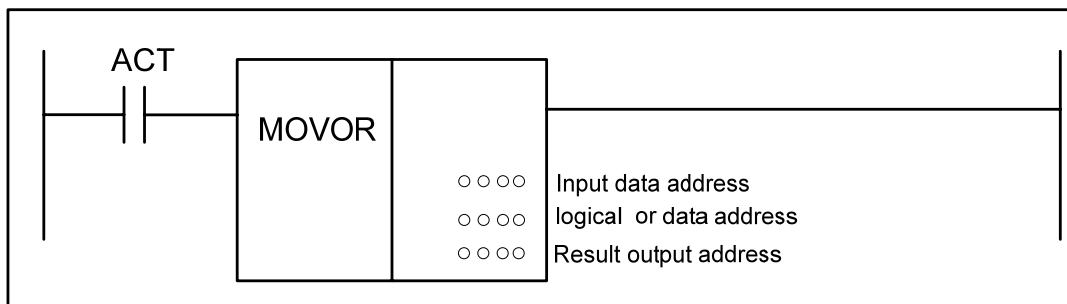 ACT
MOVOR
○○○○ Input data address
○○○○ logical or data address
○○○○ Result output address